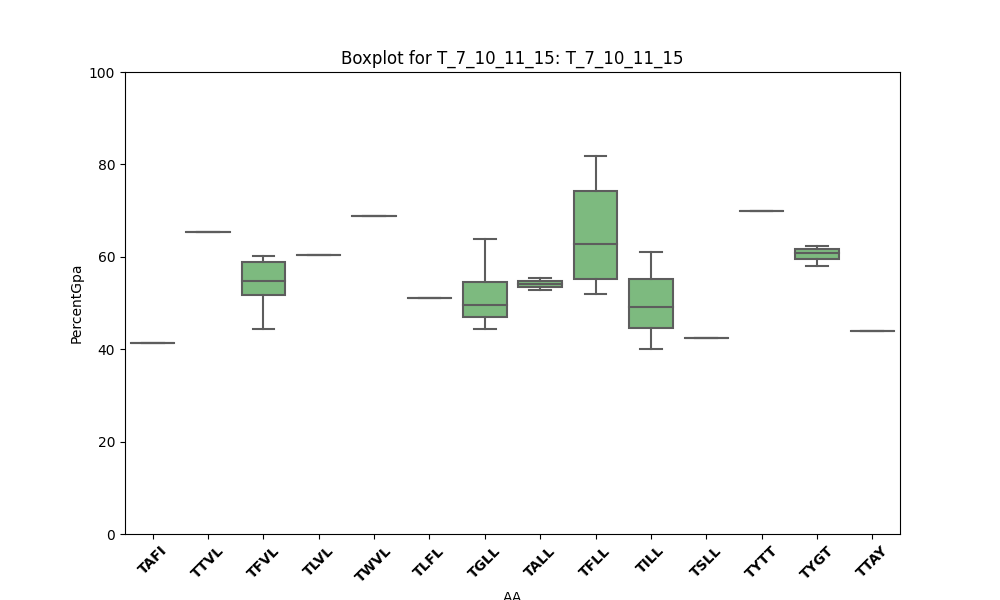 Boxplot for T_7_10_11_15: T_7_10_11_15
100
80
60
40
20
0
PercentGpa
TAFI
TTVL
TFVL
TLVL
TWVL
TLFL
TGLL
TALL
TFLL
TILL
TSLL
TYTT
TYGT
TTAY
AA